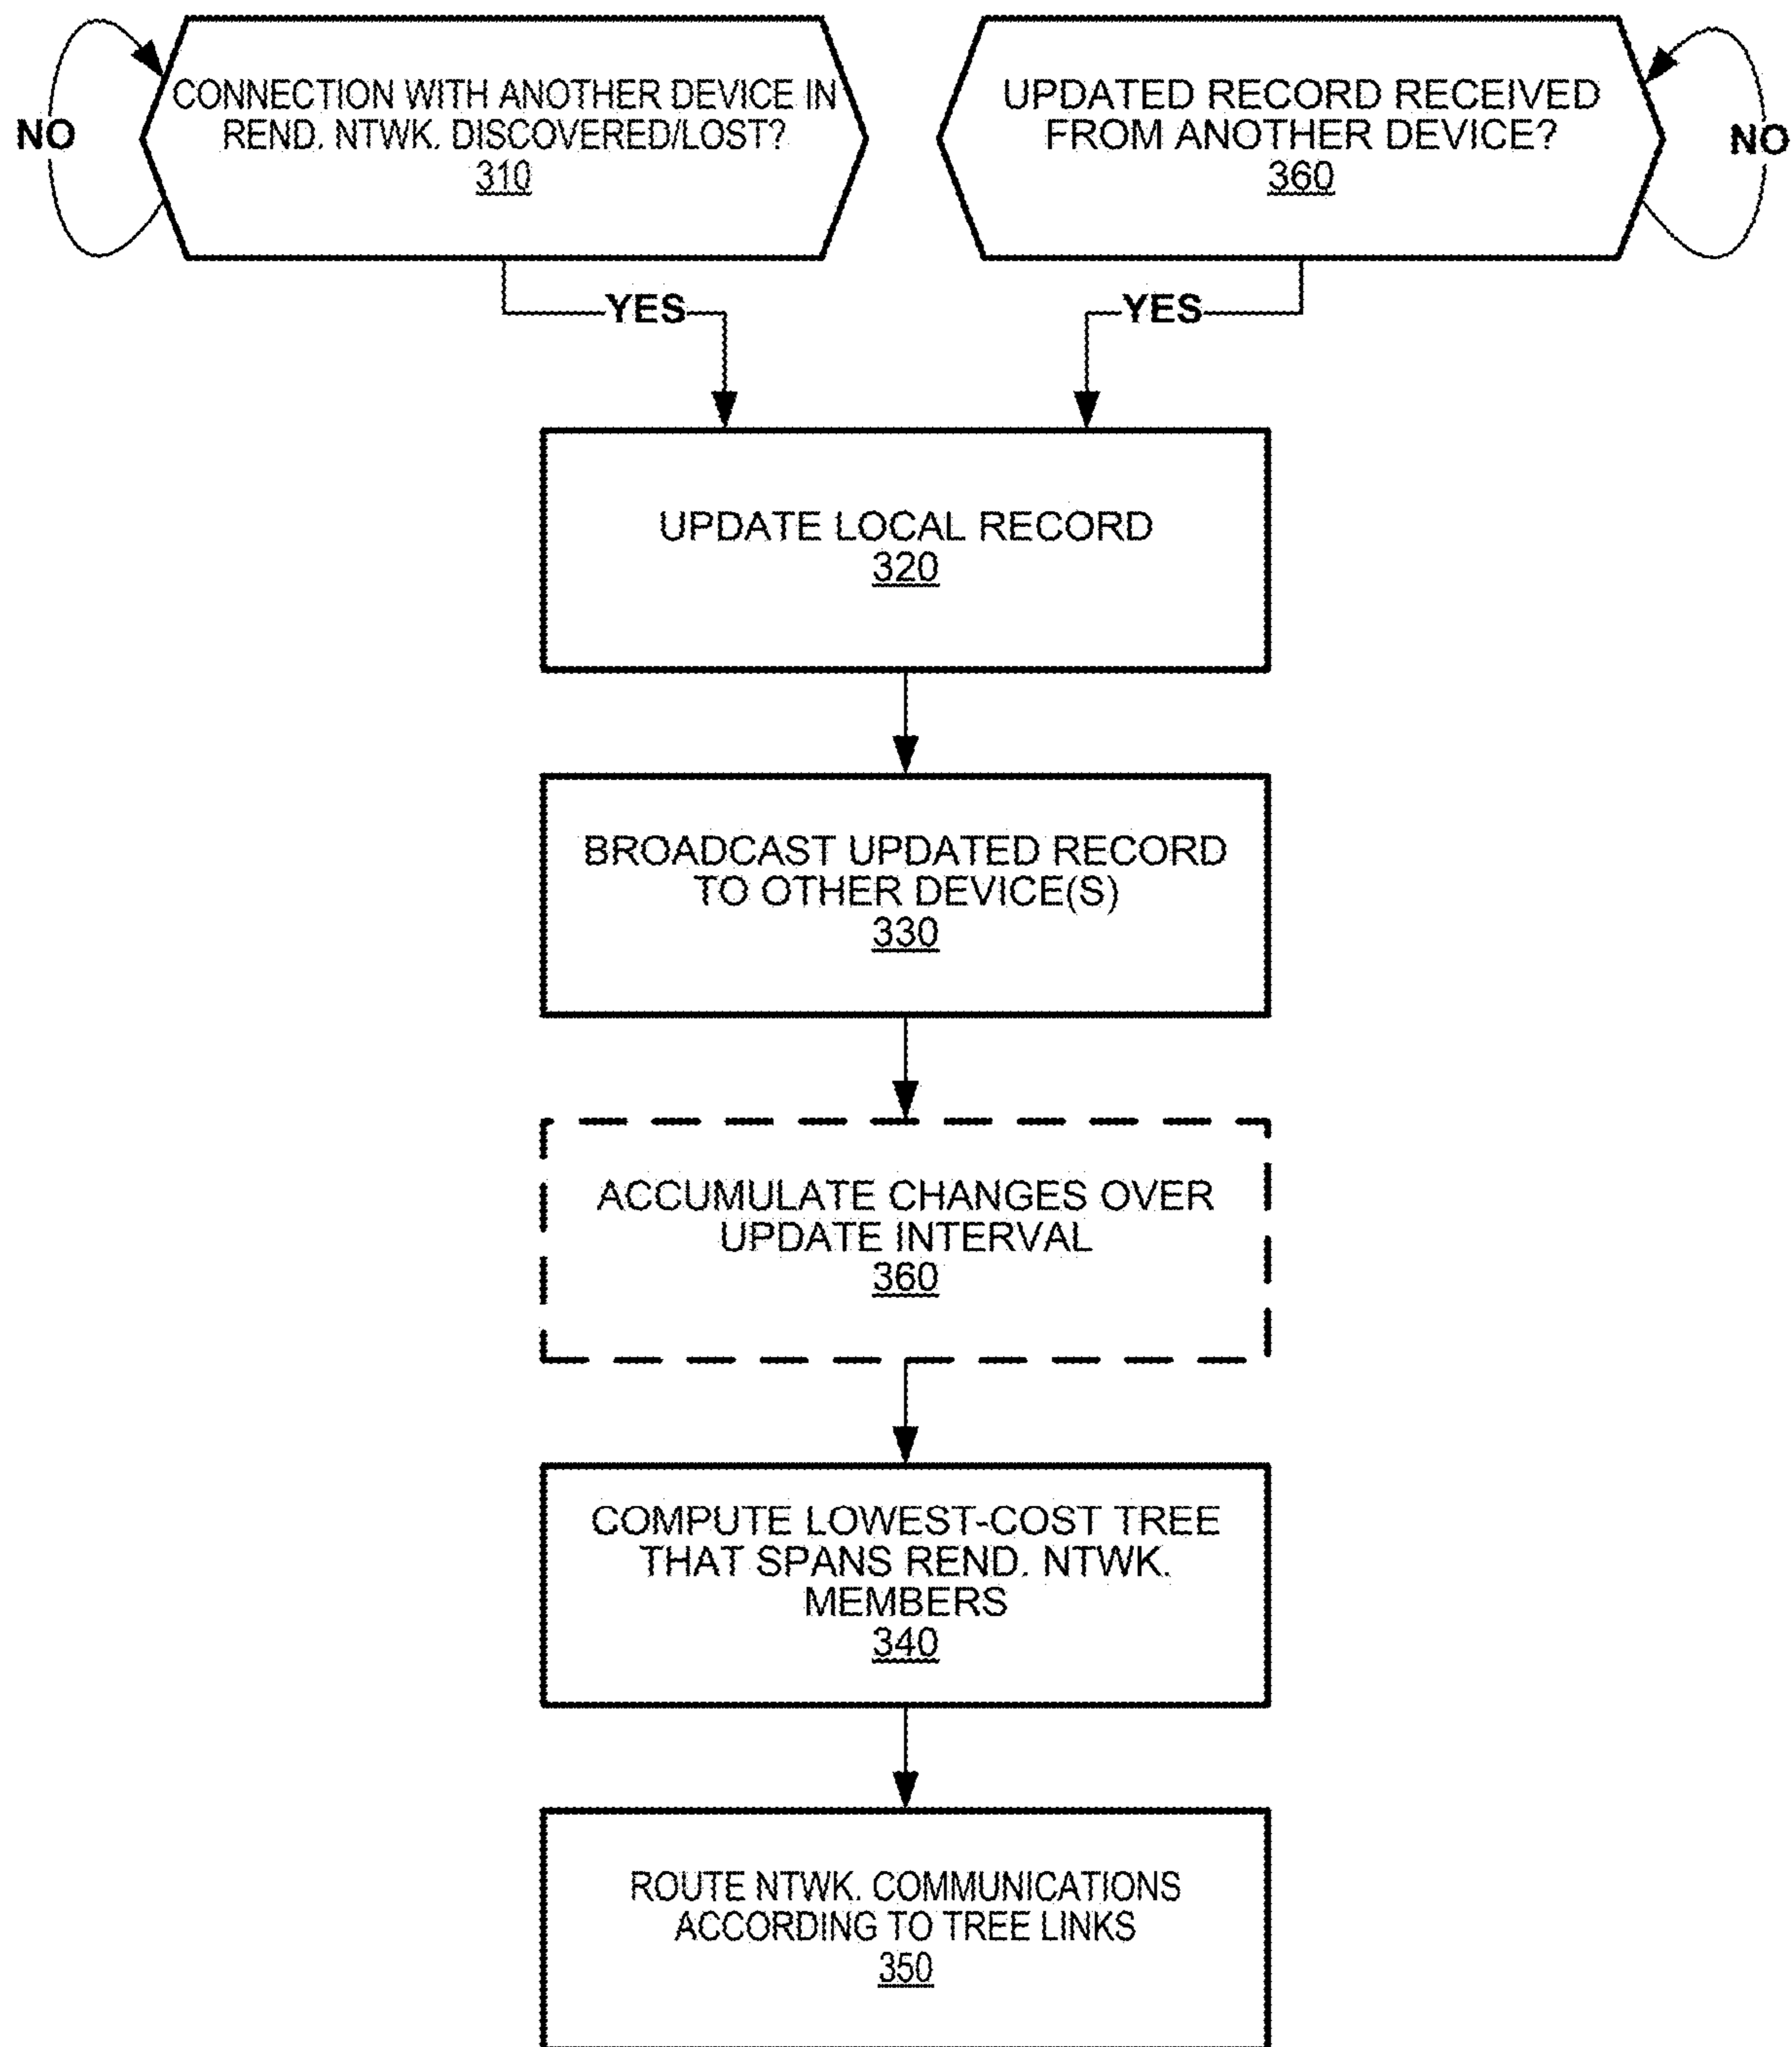 CONNECTION WITH ANOTHER DEVICE IN
REND. NTWK. DISCOVERED/LOST?
310
NO
UPDATED RECORD RECEIVED
FROM ANOTHER DEVICE?
360
NO
YES
YES
UPDATE LOCAL RECORD
320
BROADCAST UPDATED RECORD
TO OTHER DEVICE(S)
330
ACCUMULATE CHANGES OVER
UPDATE INTERVAL
360
COMPUTE LOWEST-COST TREE
THAT SPANS REND. NTWK.
MEMBERS
340
ROUTE NTWK. COMMUNICATIONS
ACCORDING TO TREE LINKS
350